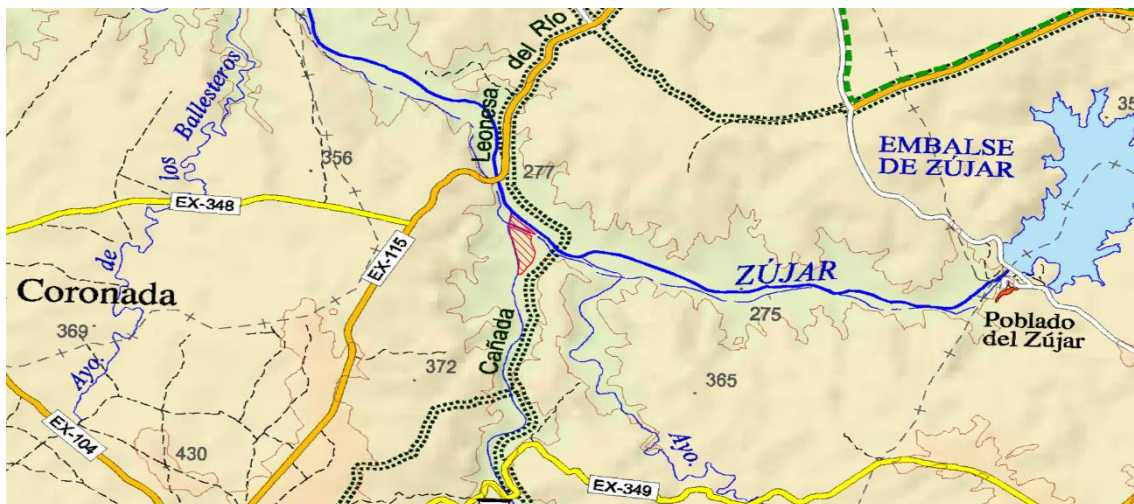 Ayo. de los Ballesteros
Cañada Leonesa del Río
356
277
35
EMBALSE
DE ZÚJAR
EX-348
EX-115
ZÚJAR
Coronada
369
372
275
365
Poblado
del Zújar
Ayo.
EX-104
430
EX-349